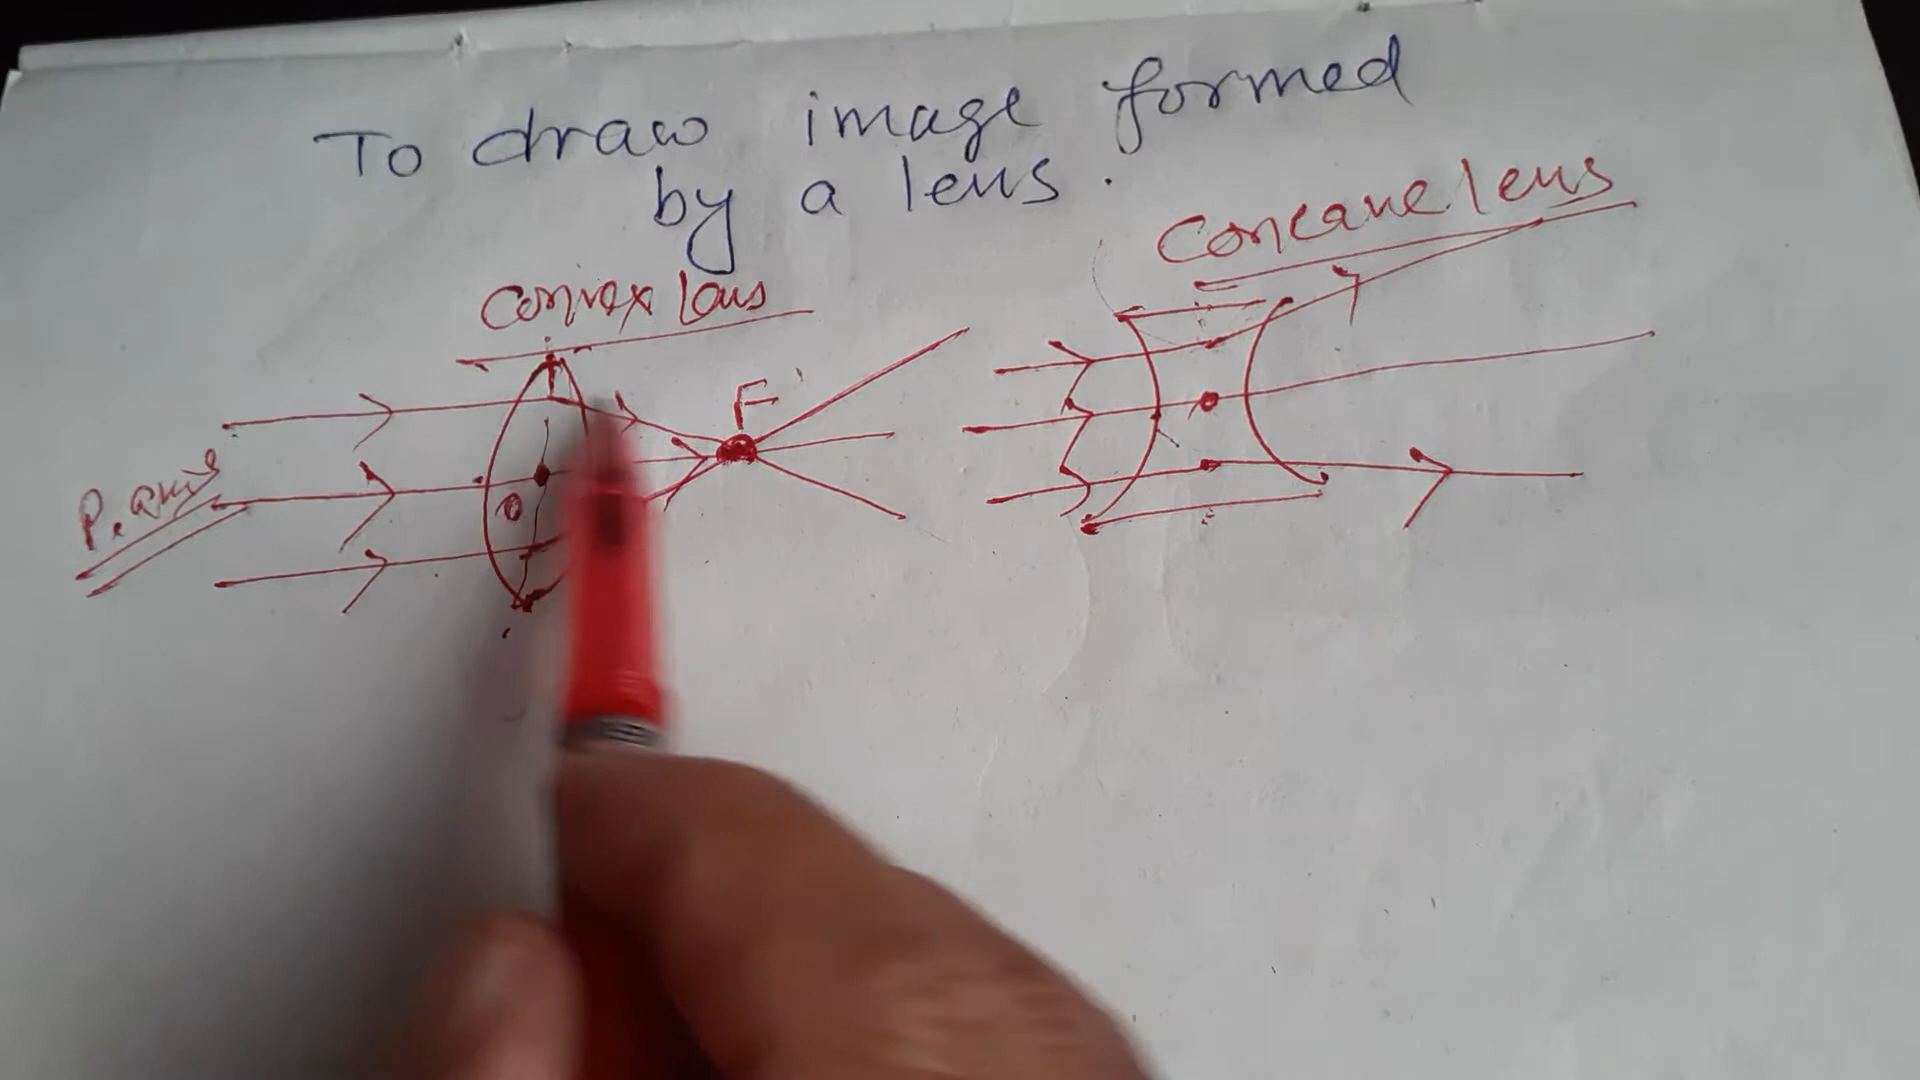 To draw image formed
by a lens.
Concave lens
Convex lens
F
P. axis
O